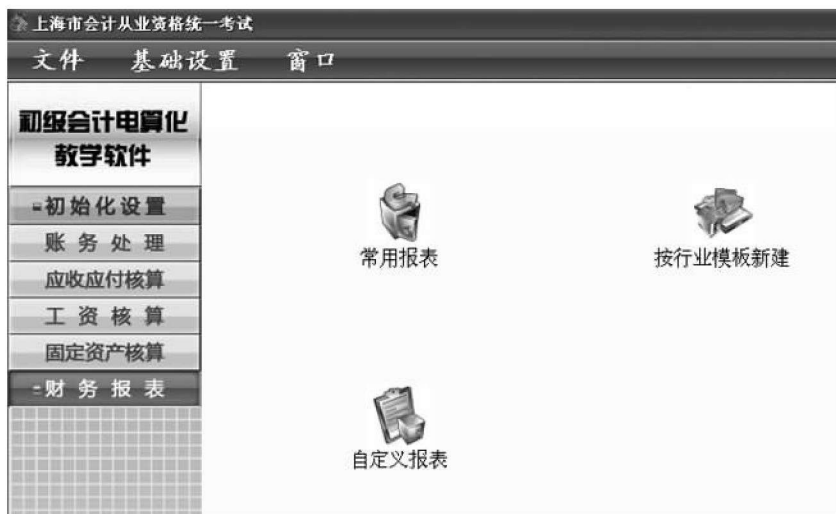 上海市会计从业资格统一考试
文件 基础设置 窗口
初级会计电算化
教学软件
初始化设置
账务处理
应收应付核算
工资核算
固定资产核算
财务报表
常用报表
按行业模板新建
自定义报表